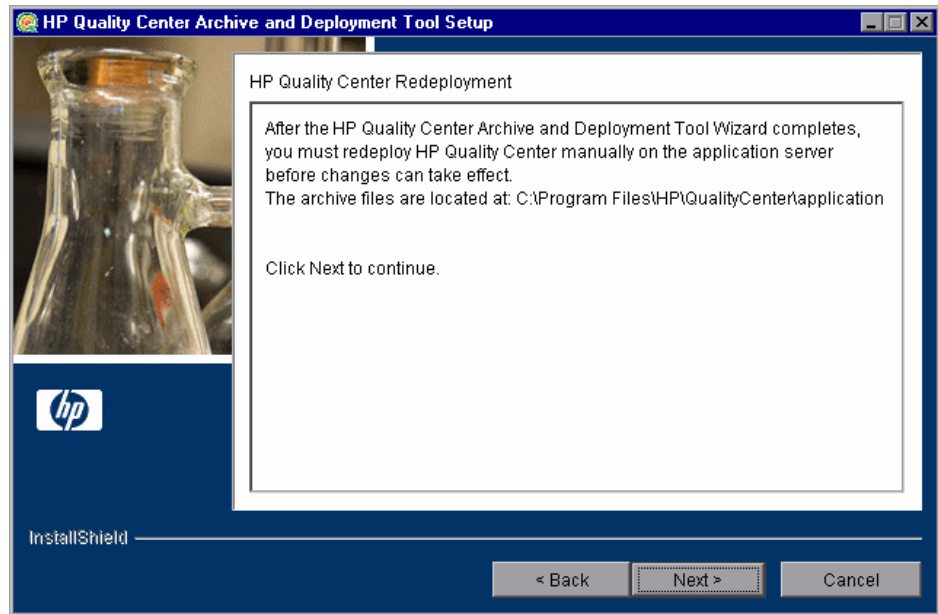 HP Quality Center Archive and Deployment Tool Setup
HP Quality Center Redeployment
After the HP Quality Center Archive and Deployment Tool Wizard completes,
you must redeploy HP Quality Center manually on the application server
before changes can take effect.
The archive files are located at: C:\Program Files\HP\QualityCenter\application
Click Next to continue.
hp
InstallShield
< Back
Next >
Cancel